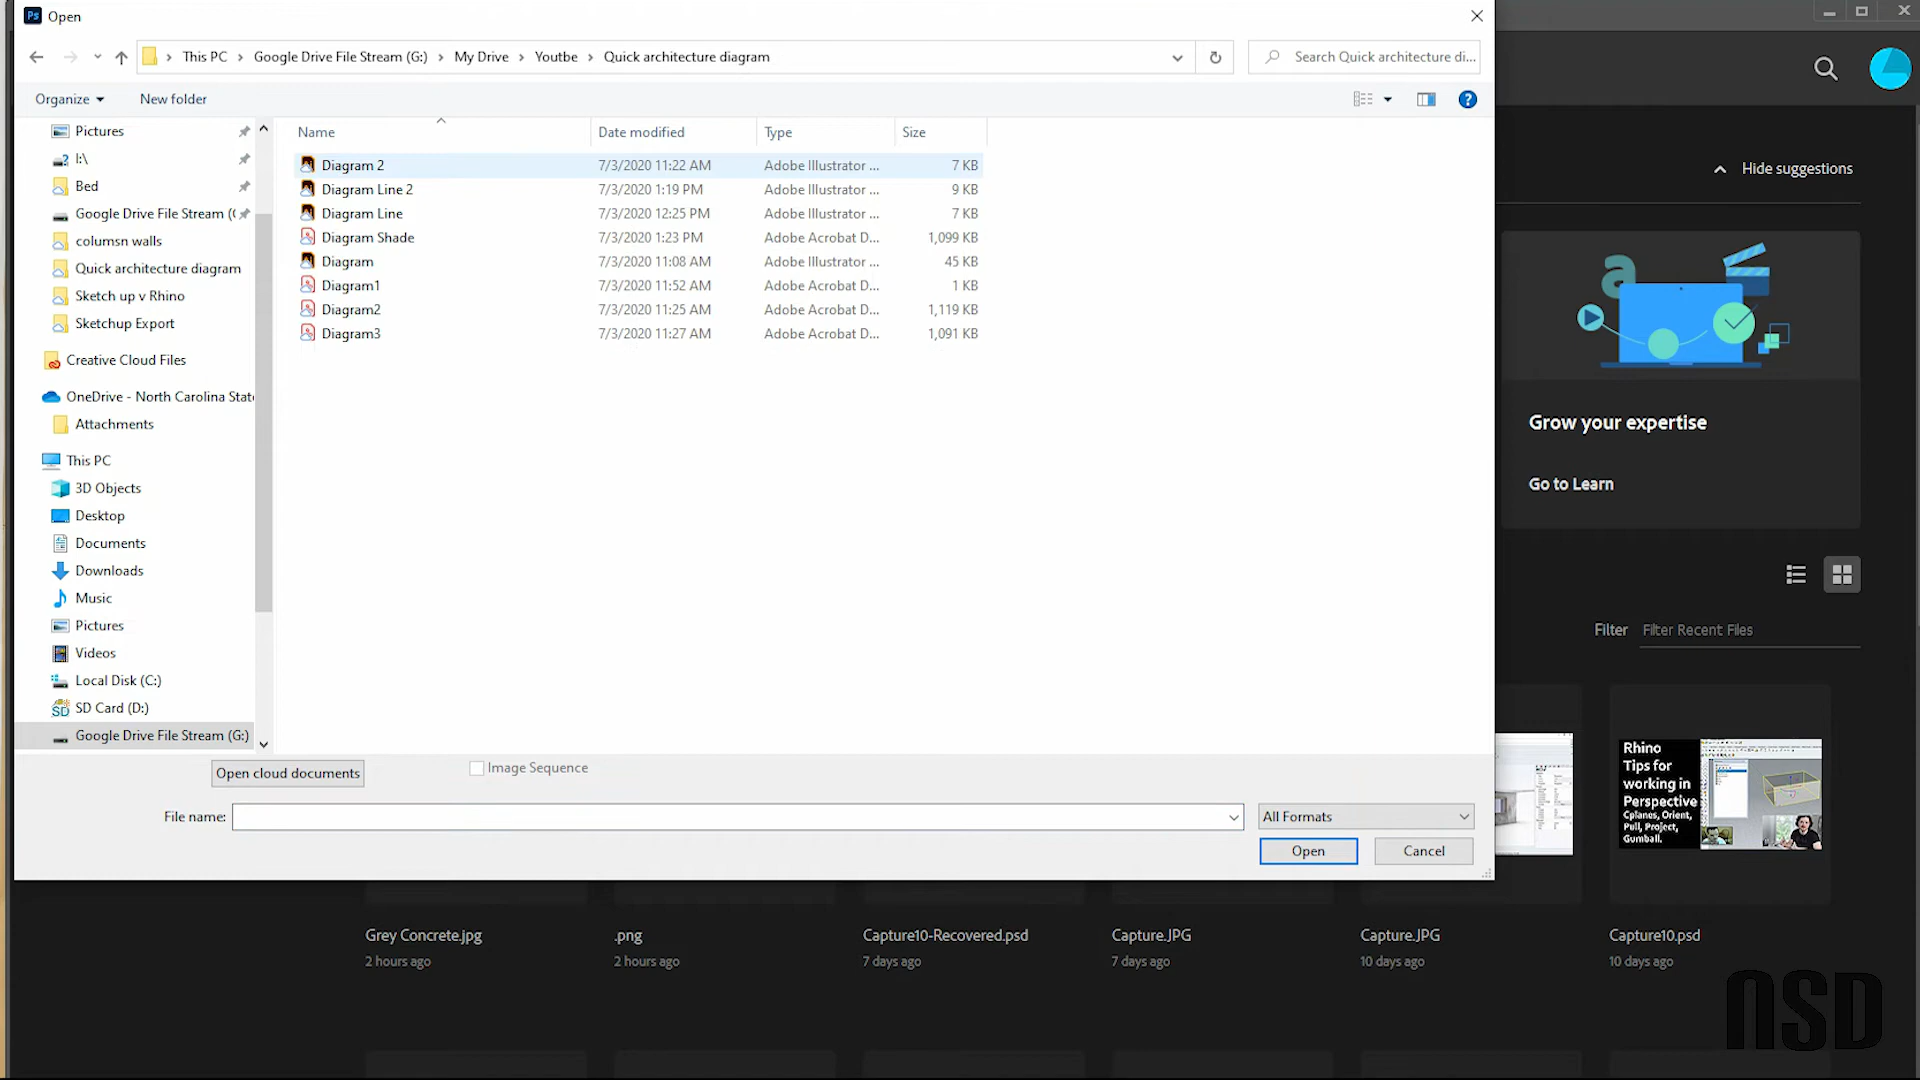 Ps Open
This PC > Google Drive File Stream (G:) > My Drive > Youtbe > Quick architecture diagram
Search Quick architecture di...
Organize
New folder
Name
Date modified
Type
Size
Diagram 2 7/3/2020 11:22 AM Adobe Illustrator ... 7 KB
Diagram Line 2 7/3/2020 1:19 PM Adobe Illustrator ... 9 KB
Diagram Line 7/3/2020 12:25 PM Adobe Illustrator ... 7 KB
Diagram Shade 7/3/2020 1:23 PM Adobe Acrobat D... 1,099 KB
Diagram 7/3/2020 11:08 AM Adobe Illustrator ... 45 KB
Diagram1 7/3/2020 11:52 AM Adobe Acrobat D... 1 KB
Diagram2 7/3/2020 11:25 AM Adobe Acrobat D... 1,119 KB
Diagram3 7/3/2020 11:27 AM Adobe Acrobat D... 1,091 KB
Pictures
I:\
Bed
Google Drive File Stream (
columsn walls
Quick architecture diagram
Sketch up v Rhino
Sketchup Export
Creative Cloud Files
OneDrive - North Carolina State
Attachments
This PC
3D Objects
Desktop
Documents
Downloads
Music
Pictures
Videos
Local Disk (C:)
SD Card (D:)
Google Drive File Stream (G:)
Open cloud documents
Image Sequence
File name:
All Formats
Open
Cancel
Hide suggestions
Grow your expertise
Go to Learn
Filter Filter Recent Files
Rhino
Tips for
working in
Perspective
Cplanes, Orient,
Pull, Project,
Gumball.
Grey Concrete.jpg
2 hours ago
.png
2 hours ago
Capture10-Recovered.psd
7 days ago
Capture.JPG
7 days ago
Capture.JPG
10 days ago
Capture10.psd
10 days ago
NSD